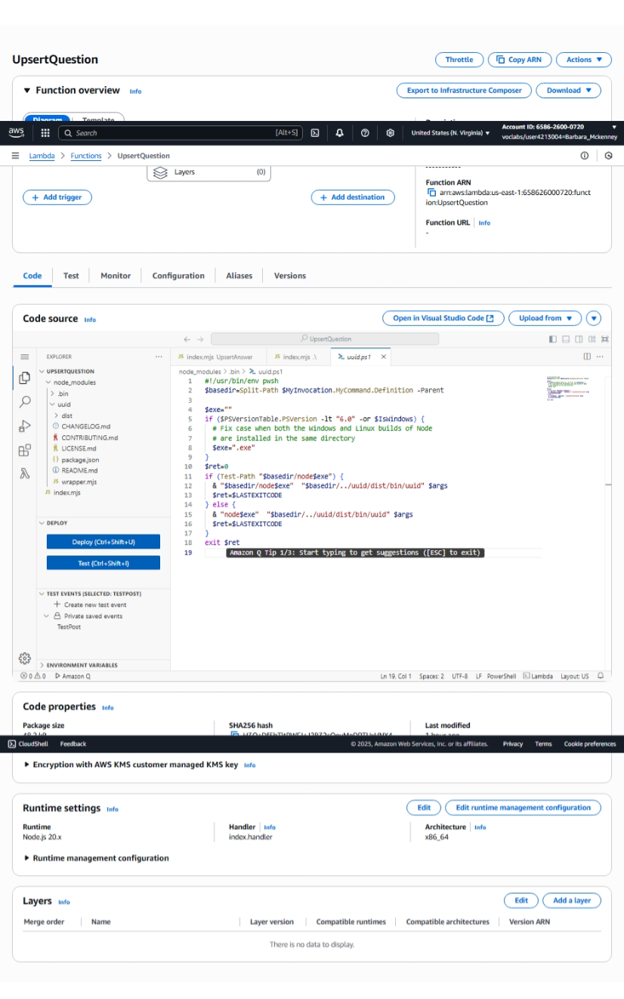 UpsertQuestion
Throttle Copy ARN Actions ▼
▼ Function overview Info
Export to Infrastructure Composer Download ▼
Diagram Template
aws Search [Alt+S] United States (N. Virginia) ▼ Account ID: 6586-2600-0720 ▼
voclabs/user4213004=Barbara_Mckenney
Lambda > Functions > UpsertQuestion
Layers (0)
+ Add trigger
+ Add destination
Function ARN
arn:aws:lambda:us-east-1:658626000720:funct
ion:UpsertQuestion
Function URL Info
-
Code Test Monitor Configuration Aliases Versions
Code source Info
Open in Visual Studio Code Upload from ▼ ▼
UpsertQuestion
EXPLORER ...
UPSERTQUESTION
node_modules
.bin
uuid
dist
CHANGELOG.md
CONTRIBUTING.md
LICENSE.md
package.json
README.md
JS wrapper.mjs
JS index.mjs
DEPLOY
Deploy (Ctrl+Shift+U)
Test (Ctrl+Shift+I)
TEST EVENTS [SELECTED: TESTPOST]
+ Create new test event
Private saved events
TestPost
ENVIRONMENT VARIABLES
JS index.mjs UpsertAnswer JS index.mjs .\ uuid.ps1 ×
node_modules > .bin > uuid.ps1
1 #!/usr/bin/env pwsh
2 $basedir=Split-Path $MyInvocation.MyCommand.Definition -Parent
3
4 $exe=""
5 if ($PSVersionTable.PSVersion -lt "6.0" -or $IsWindows) {
6 # Fix case when both the Windows and Linux builds of Node
7 # are installed in the same directory
8 $exe=".exe"
9 }
10 $ret=0
11 if (Test-Path "$basedir/node$exe") {
12 & "$basedir/node$exe" "$basedir/../uuid/dist/bin/uuid" $args
13 $ret=$LASTEXITCODE
14 } else {
15 & "node$exe" "$basedir/../uuid/dist/bin/uuid" $args
16 $ret=$LASTEXITCODE
17 }
18 exit $ret
19 Amazon Q Tip 1/3: Start typing to get suggestions ([ESC] to exit)
0 0 Amazon Q Ln 19, Col 1 Spaces: 2 UTF-8 LF PowerShell Lambda Layout: US
Code properties Info
Package size
SHA256 hash
Last modified
CloudShell Feedback © 2025, Amazon Web Services, Inc. or its affiliates. Privacy Terms Cookie preferences
▶ Encryption with AWS KMS customer managed KMS key Info
Runtime settings Info
Edit Edit runtime management configuration
Runtime
Node.js 20.x
Handler Info
index.handler
Architecture Info
x86_64
▶ Runtime management configuration
Layers Info
Edit Add a layer
Merge order Name Layer version Compatible runtimes Compatible architectures Version ARN
There is no data to display.